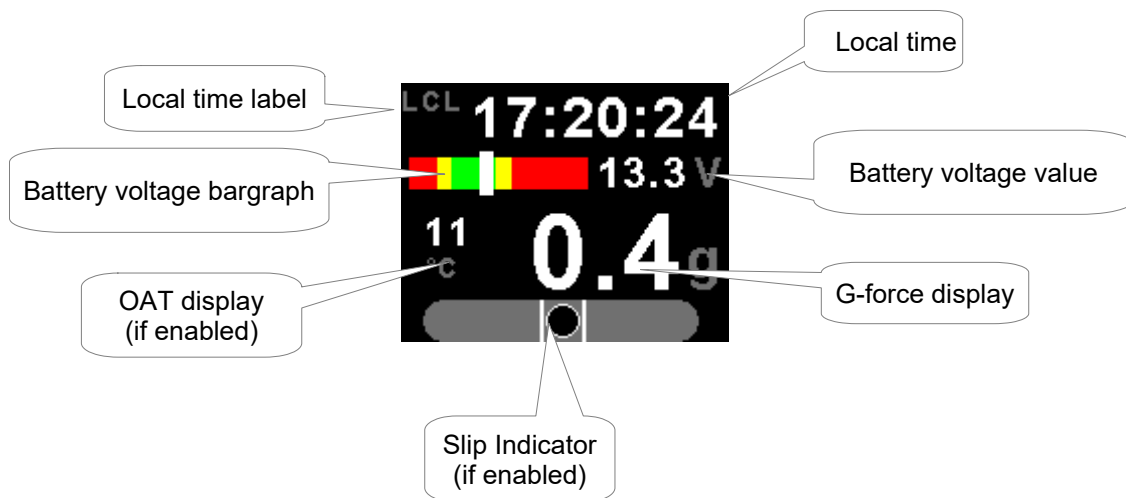 Local time
Local time label
LCL 17:20:24
Battery voltage bargraph
13.3 V
Battery voltage value
11
°C
0.4 g
OAT display
(if enabled)
G-force display
Slip Indicator
(if enabled)